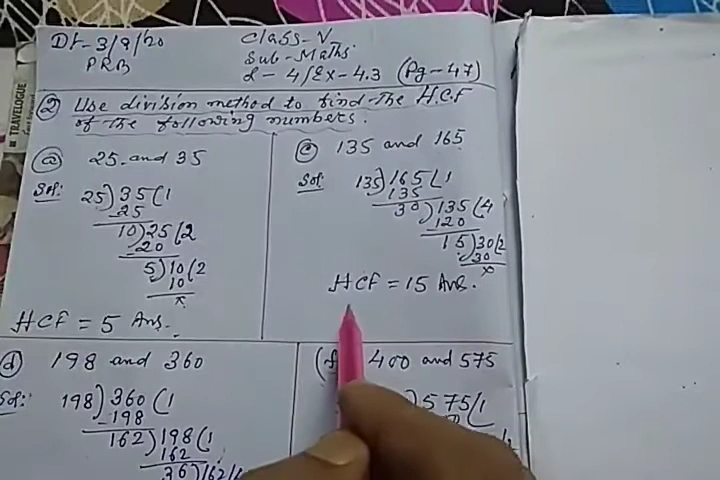 Dt-3/9/20
PRB
Class-V
Sub-Maths
L-4/Ex-4.3 (Pg-47)
② Use division method to find the H.C.F
of the following numbers.
(a) 25 and 35
Sol:
25)35(1
-25
10)25(2
-20
5)10(2
10
x
HCF = 5 Ans.
(c) 135 and 165
Sol:
135)165(1
135
30)135(4
-120
15)30(2
30
x
HCF = 15 Ans.
(d) 198 and 360
Sol:
198)360(1
-198
162)198(1
162
36)162(
400 and 575
)575(1
TRAVELOGUE